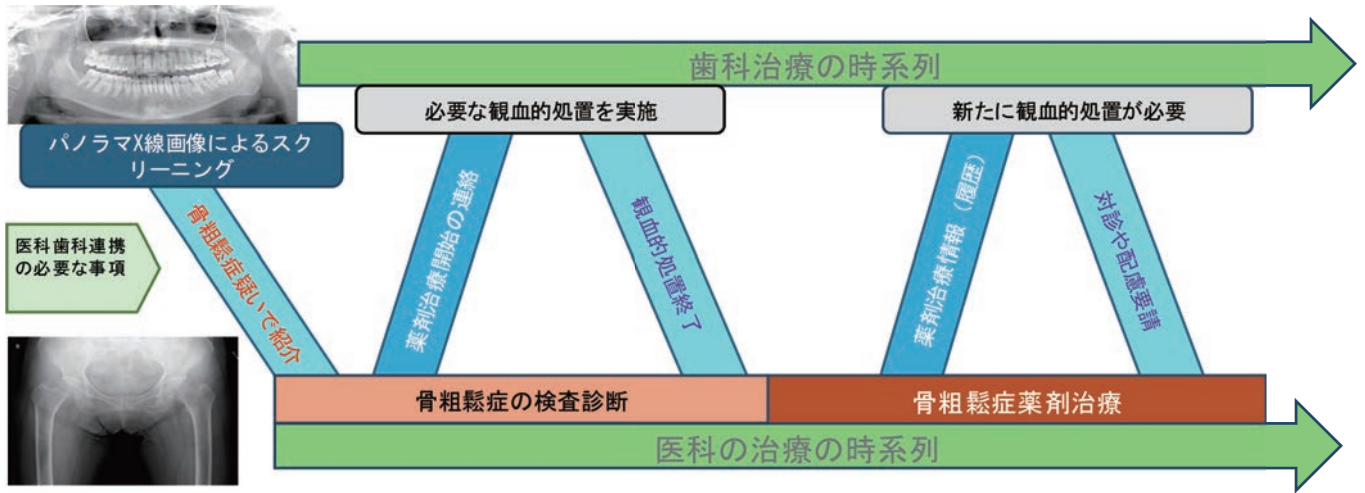 歯科治療の時系列
必要な観血的処置を実施
新たに観血的処置が必要
パノラマX線画像によるスク
リーニング
骨粗鬆症疑いで紹介
薬剤治療開始の連絡
観血的処置終了
薬剤治療情報（履歴）
対診や配慮要請
医科歯科連携
の必要な事項
骨粗鬆症の検査診断
骨粗鬆症薬剤治療
医科の治療の時系列